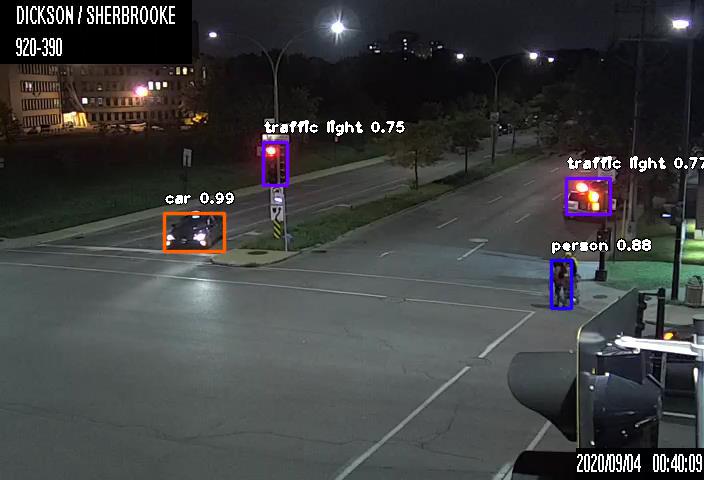 DICKSON / SHERBROOKE
920-390
traffic light 0.75
traffic light 0.77
car 0.99
person 0.88
2020/09/04 00:40:09